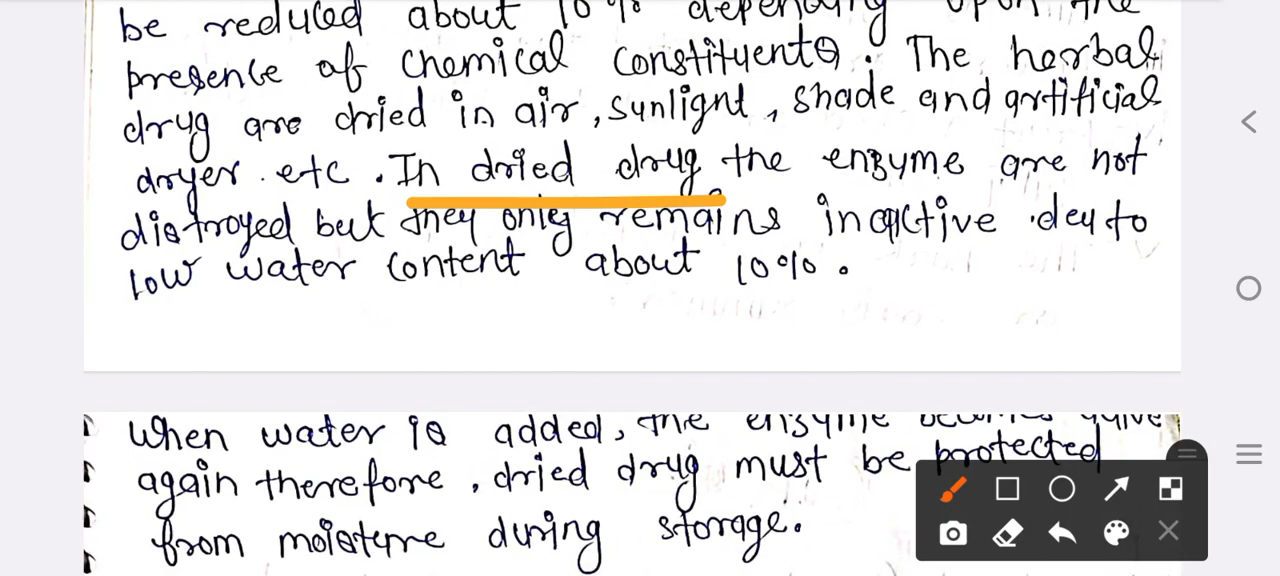 be reduced about 10% depending upon the
presence of chemical constituents. The herbal
drug are dried in air, sunlignt, shade and artificial
dryer. etc. In dried drug the enzyme are not
distroyed but they only remains inactive deu to
low water content about 10%.
When water is added, the enzyme becomes active
again therefore, dried drug must be protected
from moisterre during storage.